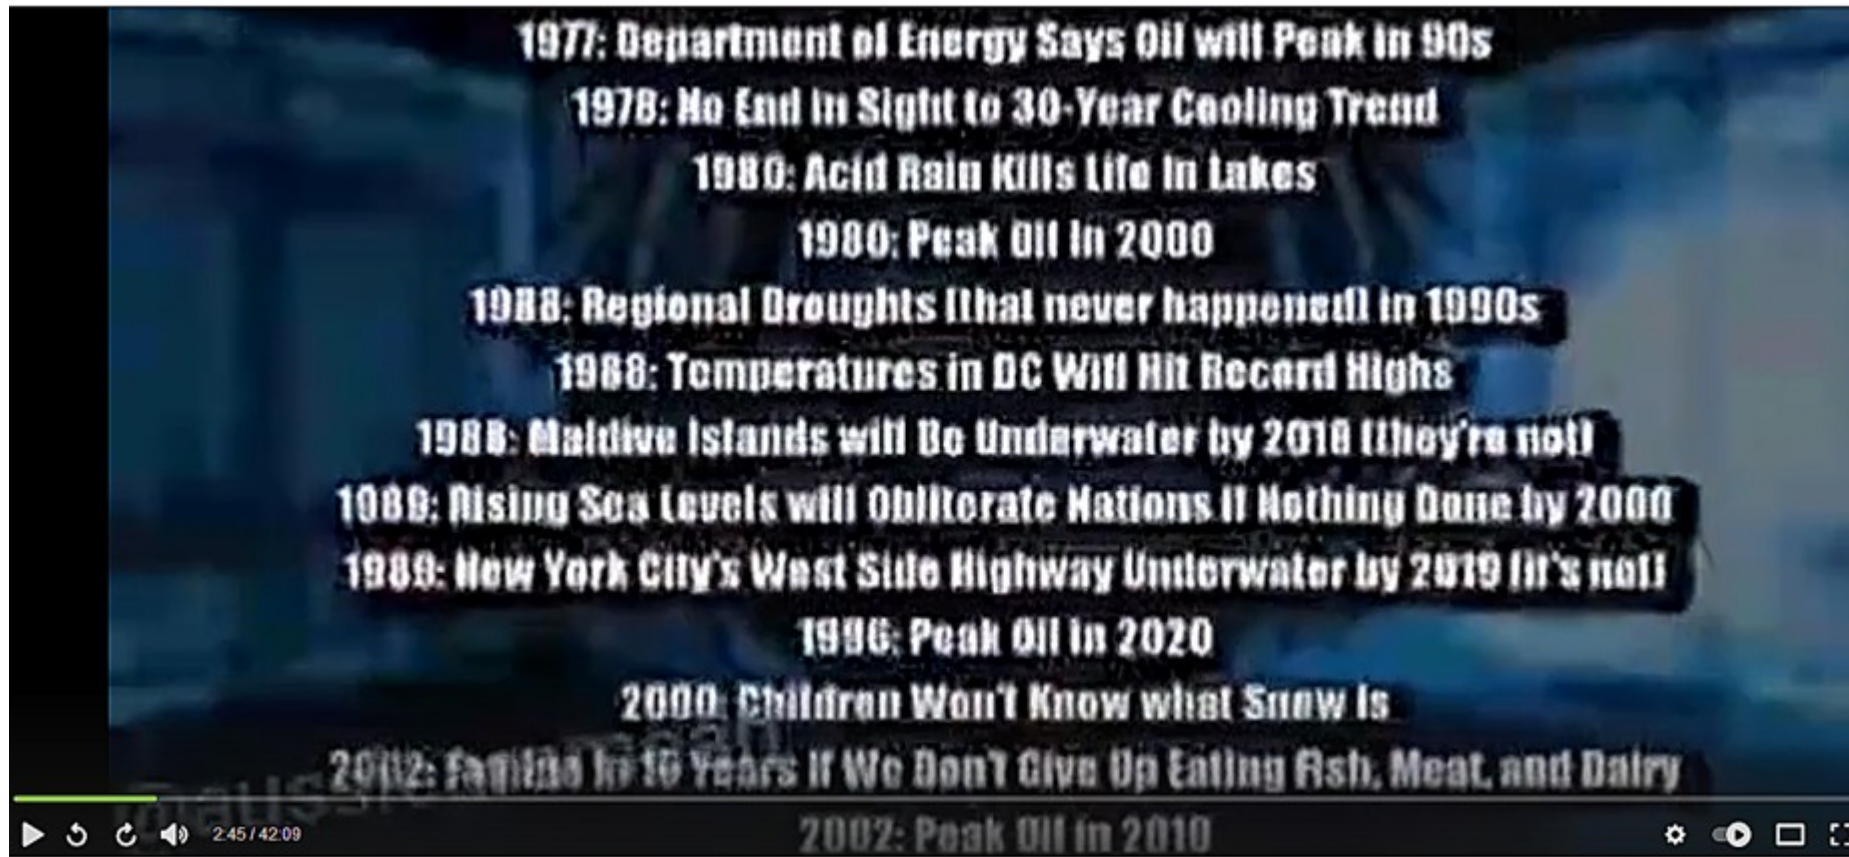 1977: Department of Energy Says Oil will Peak in 90s
1978: No End in Sight to 30-Year Cooling Trend
1980: Acid Rain Kills Life In Lakes
1980: Peak Oil In 2000
1988: Regional Droughts (that never happened) in 1990s
1988: Temperatures in DC Will Hit Record Highs
1988: Maldive Islands will Be Underwater by 2018 (they're not)
1989: Rising Sea Levels will Obliterate Nations If Nothing Done by 2000
1989: New York City's West Side Highway Underwater by 2019 (it's not)
1996: Peak Oil in 2020
2000: Children Won't Know what Snow Is
2002: Famine In 10 Years If We Don't Give Up Eating Fish, Meat, and Dairy
2002: Peak Oil in 2010
2:45 / 42:09